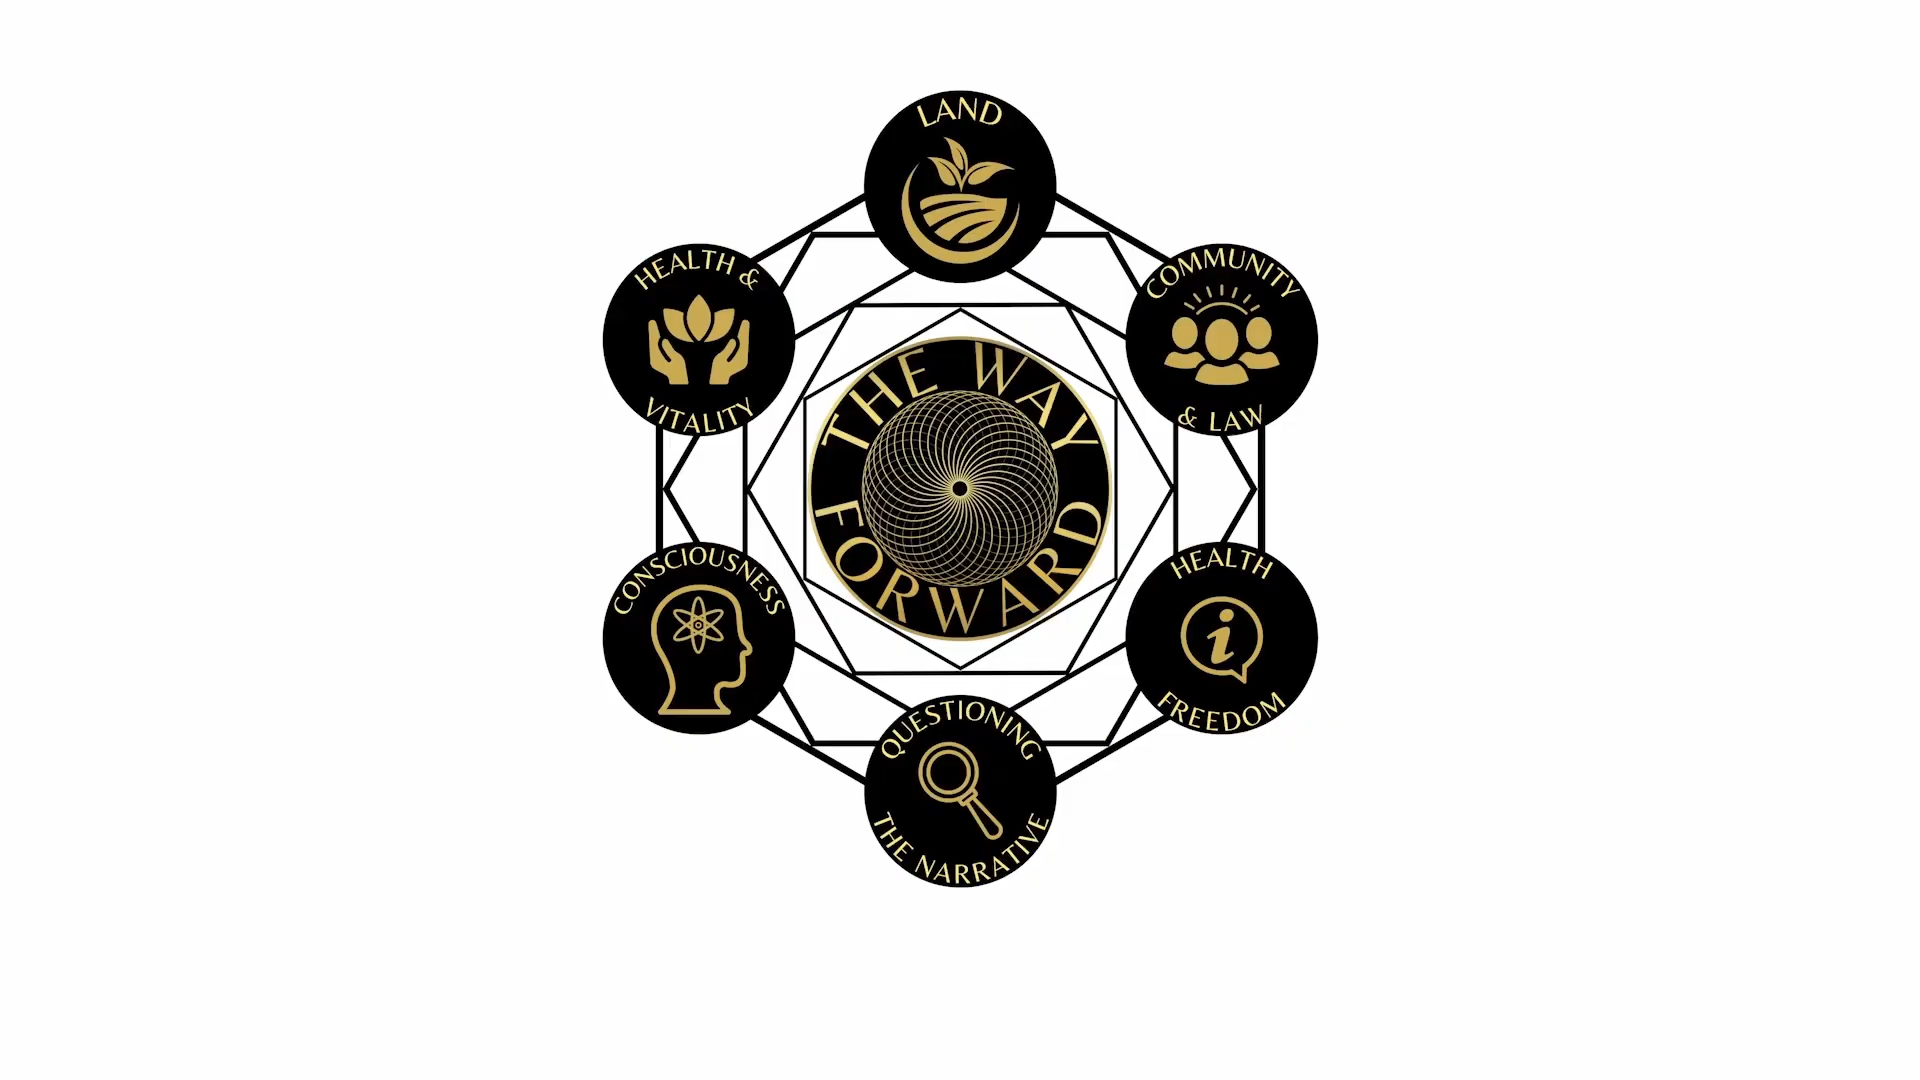 LAND
HEALTH &
VITALITY
COMMUNITY
& LAW
THE WAY
FORWARD
CONSCIOUSNESS
HEALTH
FREEDOM
QUESTIONING
THE NARRATIVE